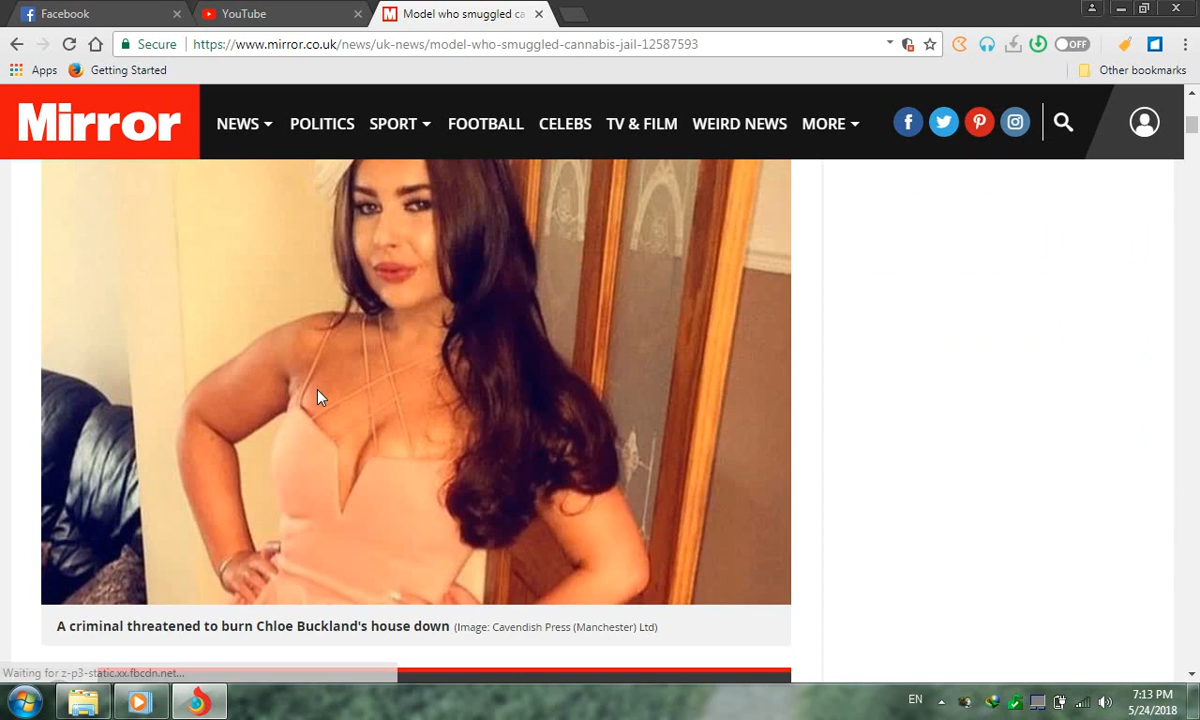 Facebook
YouTube
Model who smuggled ca
Secure
https://www.mirror.co.uk/news/uk-news/model-who-smuggled-cannabis-jail-12587593
OFF
Apps
Getting Started
Other bookmarks
Mirror
NEWS
POLITICS
SPORT
FOOTBALL
CELEBS
TV & FILM
WEIRD NEWS
MORE
A criminal threatened to burn Chloe Buckland's house down (Image: Cavendish Press (Manchester) Ltd)
Waiting for z-p3-static.xx.fbcdn.net...
EN
7:13 PM
5/24/2018